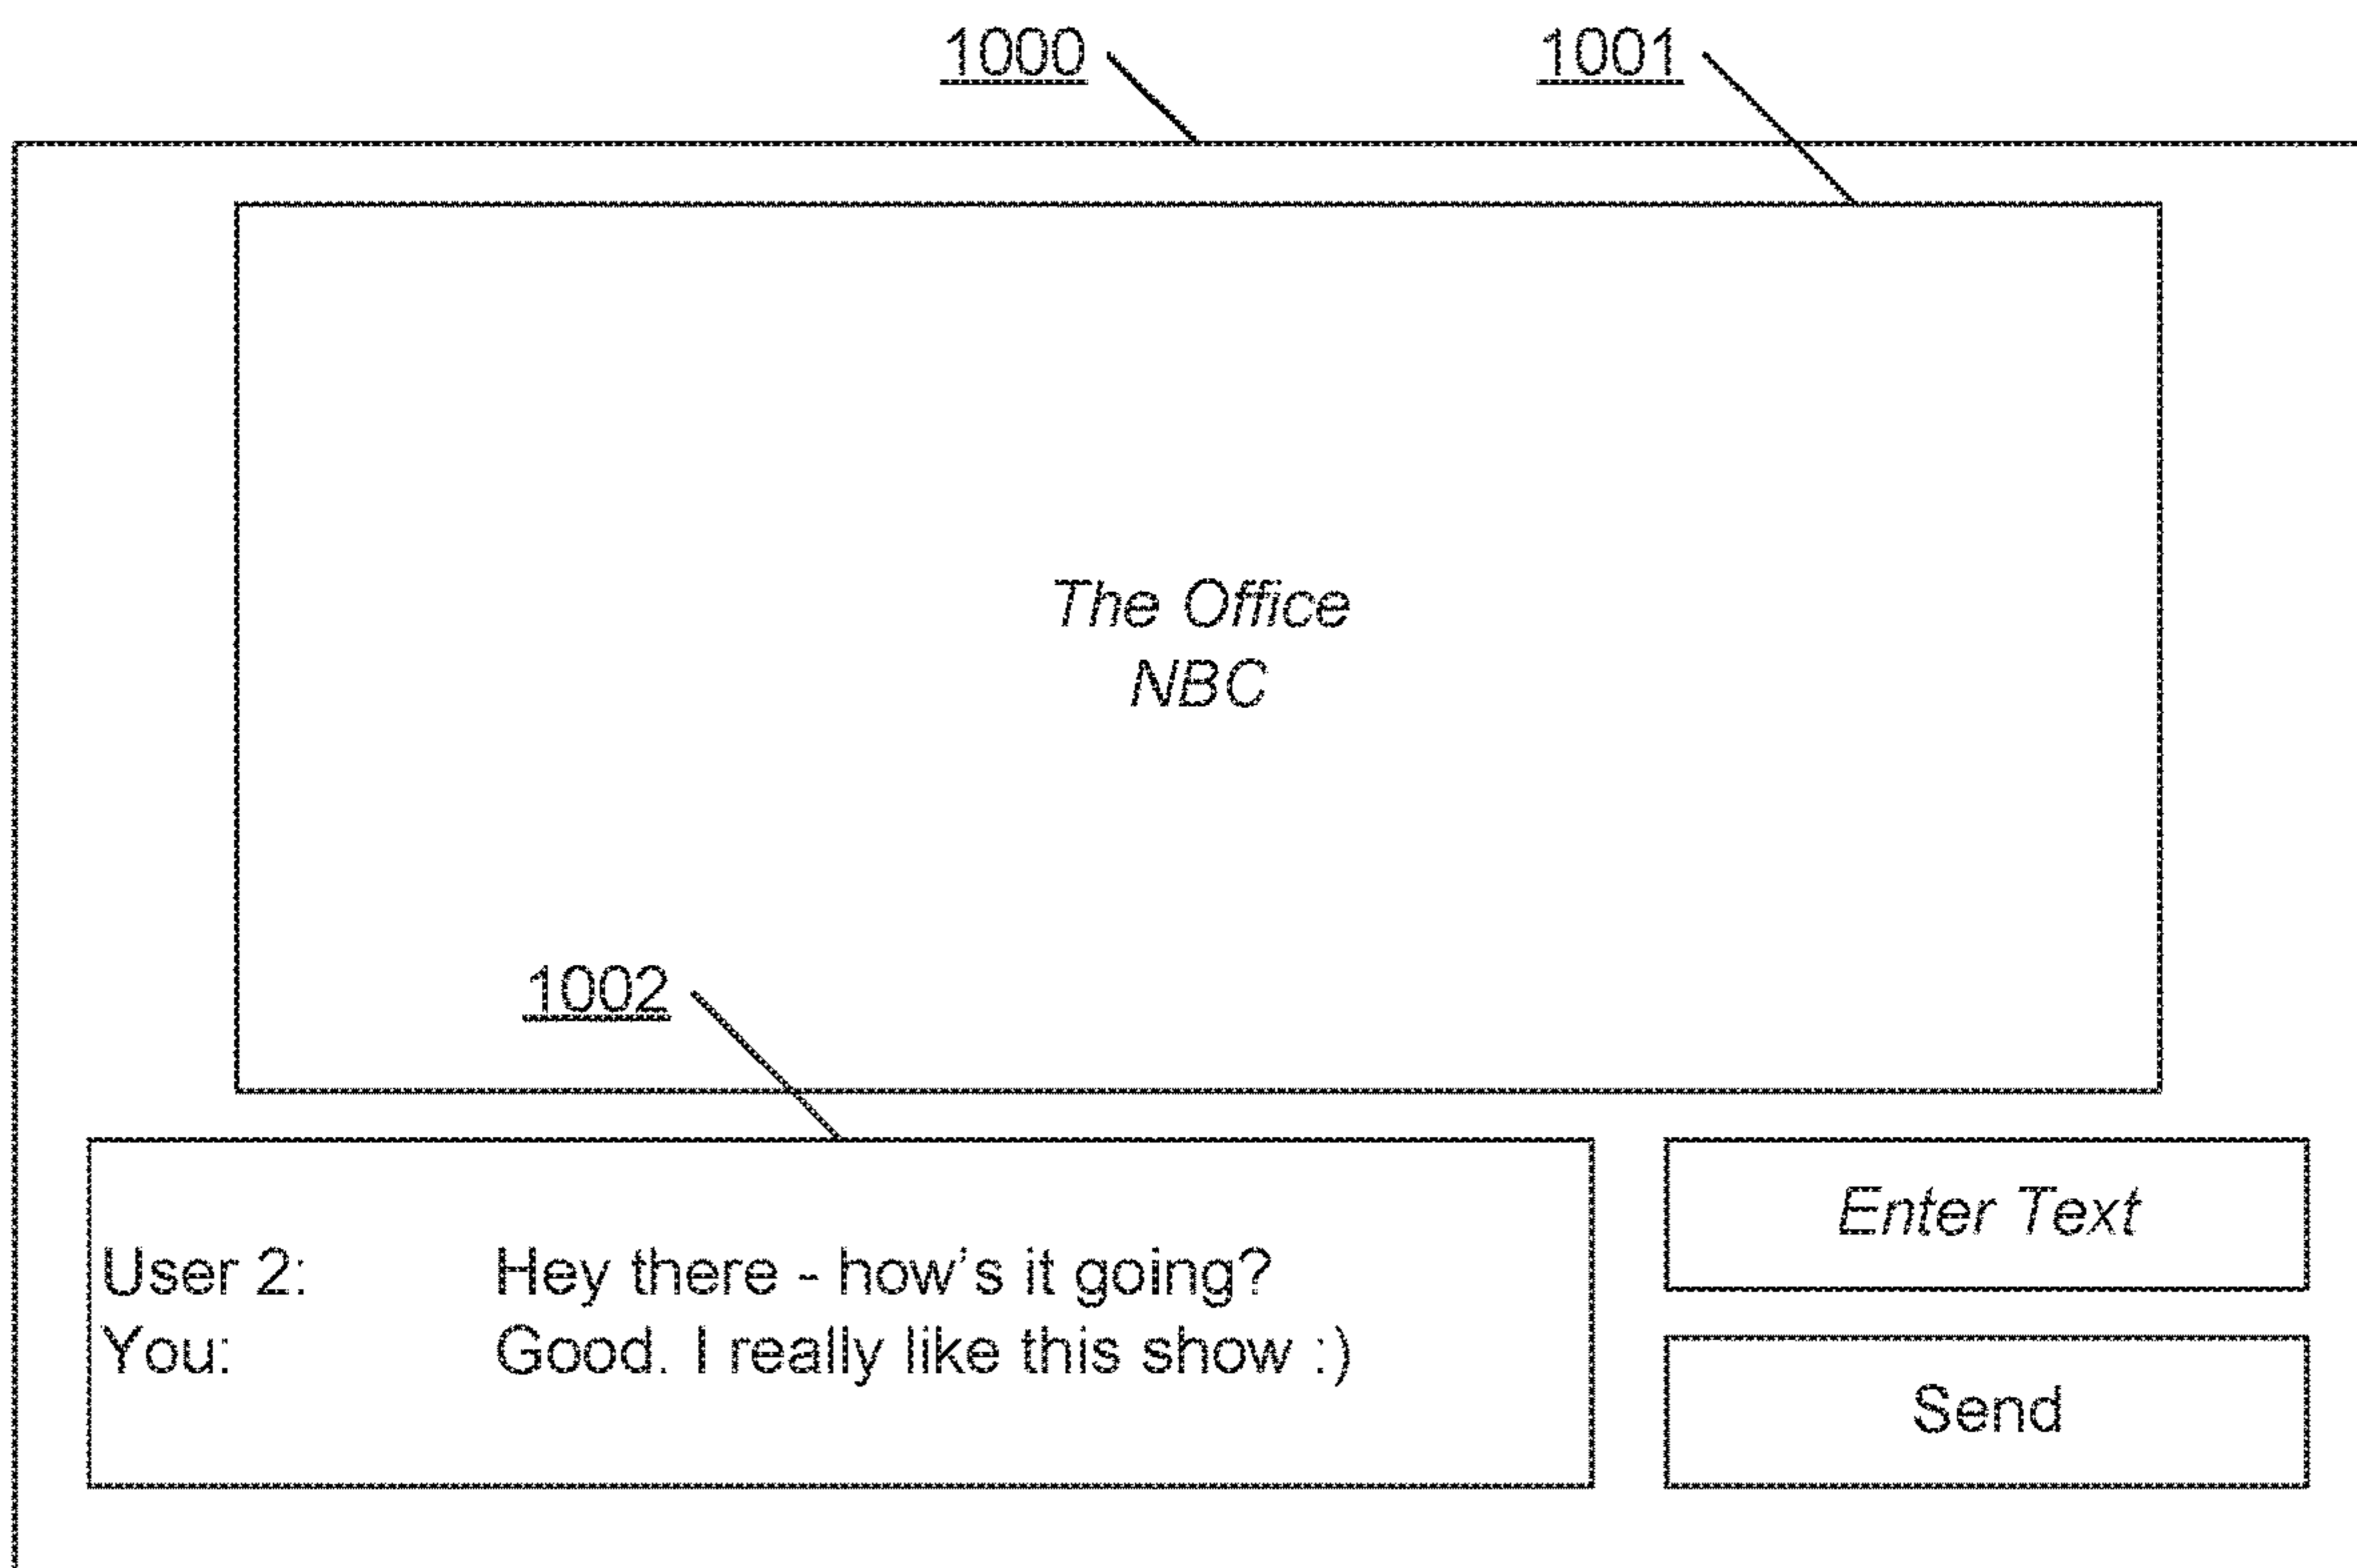 1000 1001
The Office
NBC
1002
User 2: Hey there - how's it going?
You: Good. I really like this show :)
Enter Text
Send